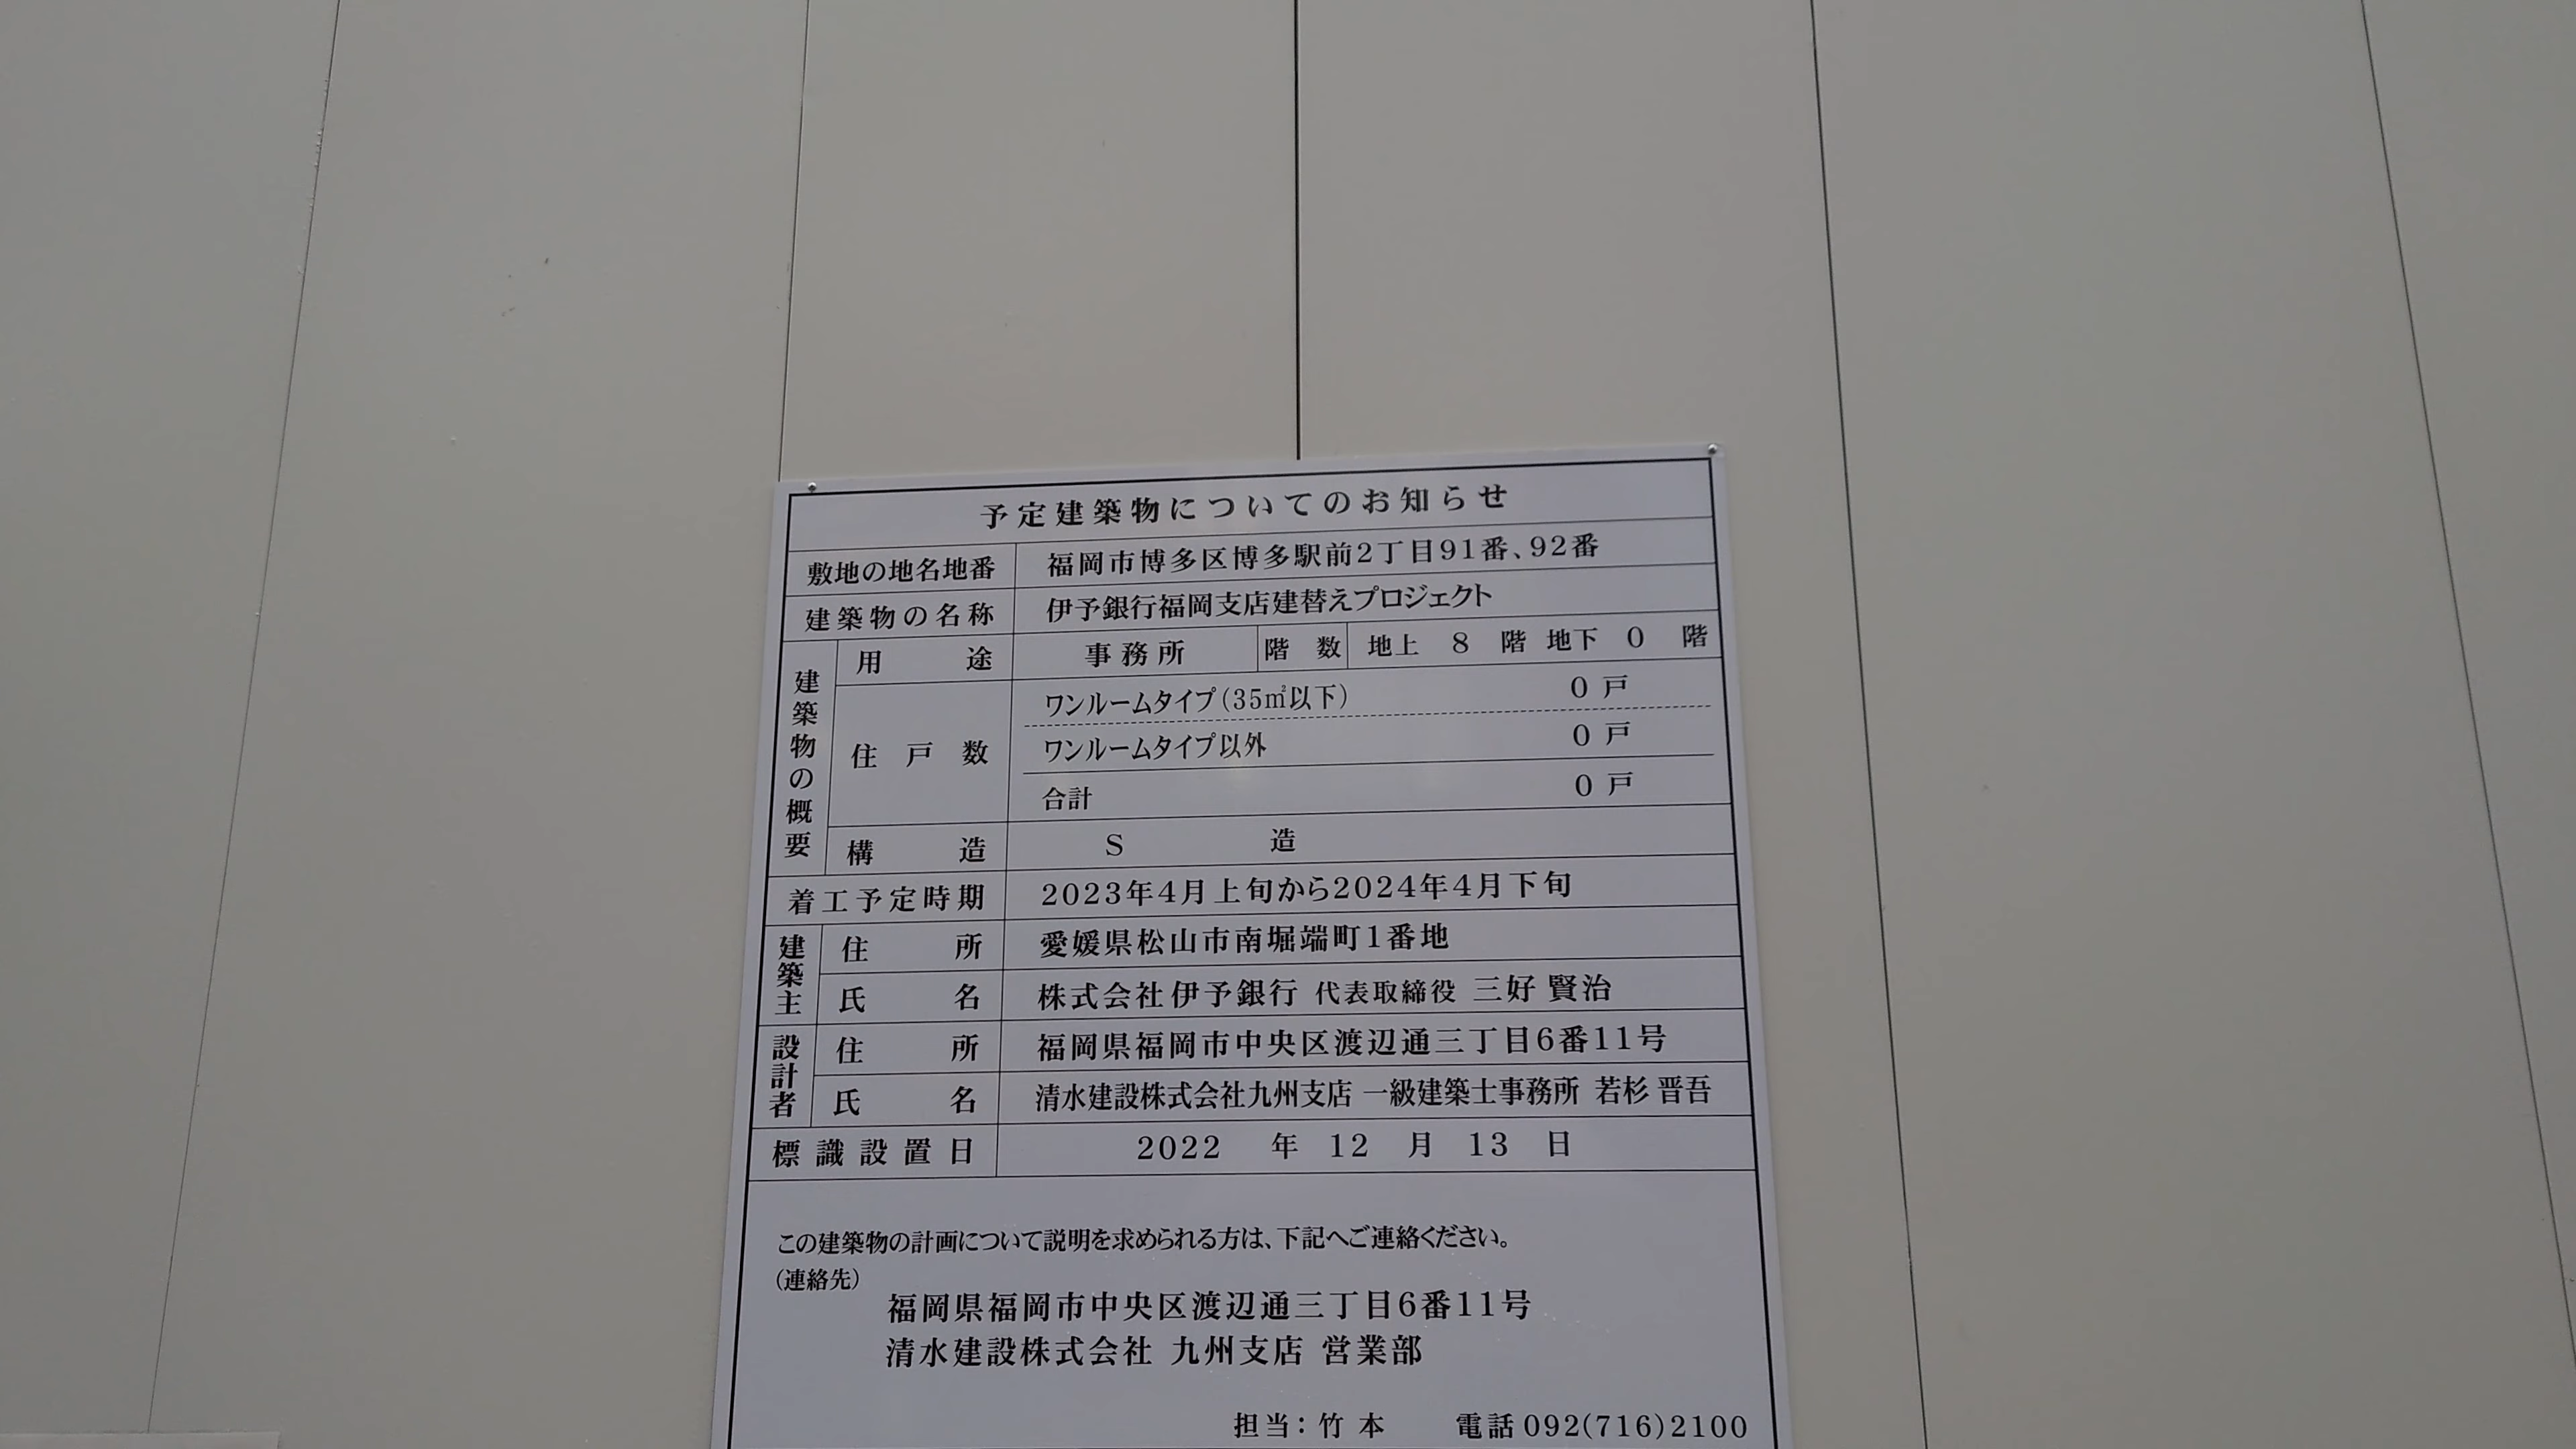 予定建築物についてのお知らせ
敷地の地名地番 福岡市博多区博多駅前2丁目91番、92番
建築物の名称 伊予銀行福岡支店建替えプロジェクト
建築物の概要
用途 事務所 階数 地上 8 階 地下 0 階
住戸数
ワンルームタイプ(35㎡以下) 0 戸
ワンルームタイプ以外 0 戸
合計 0 戸
構造 S 造
着工予定時期 2023年4月上旬から2024年4月下旬
建築主
住所 愛媛県松山市南堀端町1番地
氏名 株式会社伊予銀行 代表取締役 三好 賢治
設計者
住所 福岡県福岡市中央区渡辺通三丁目6番11号
氏名 清水建設株式会社九州支店 一級建築士事務所 若杉 晋吾
標識設置日 2022 年 12 月 13 日
この建築物の計画について説明を求められる方は、下記へご連絡ください。
(連絡先)
福岡県福岡市中央区渡辺通三丁目6番11号
清水建設株式会社 九州支店 営業部
担当：竹本 電話 092(716)2100